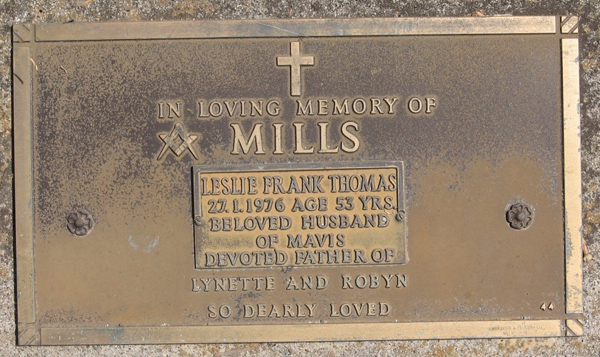 IN LOVING MEMORY OF
MILLS
LESLIE FRANK THOMAS
27.1.1976 AGE 53 YRS.
BELOVED HUSBAND
OF MAVIS
DEVOTED FATHER OF
LYNETTE AND ROBYN
SO DEARLY LOVED
44